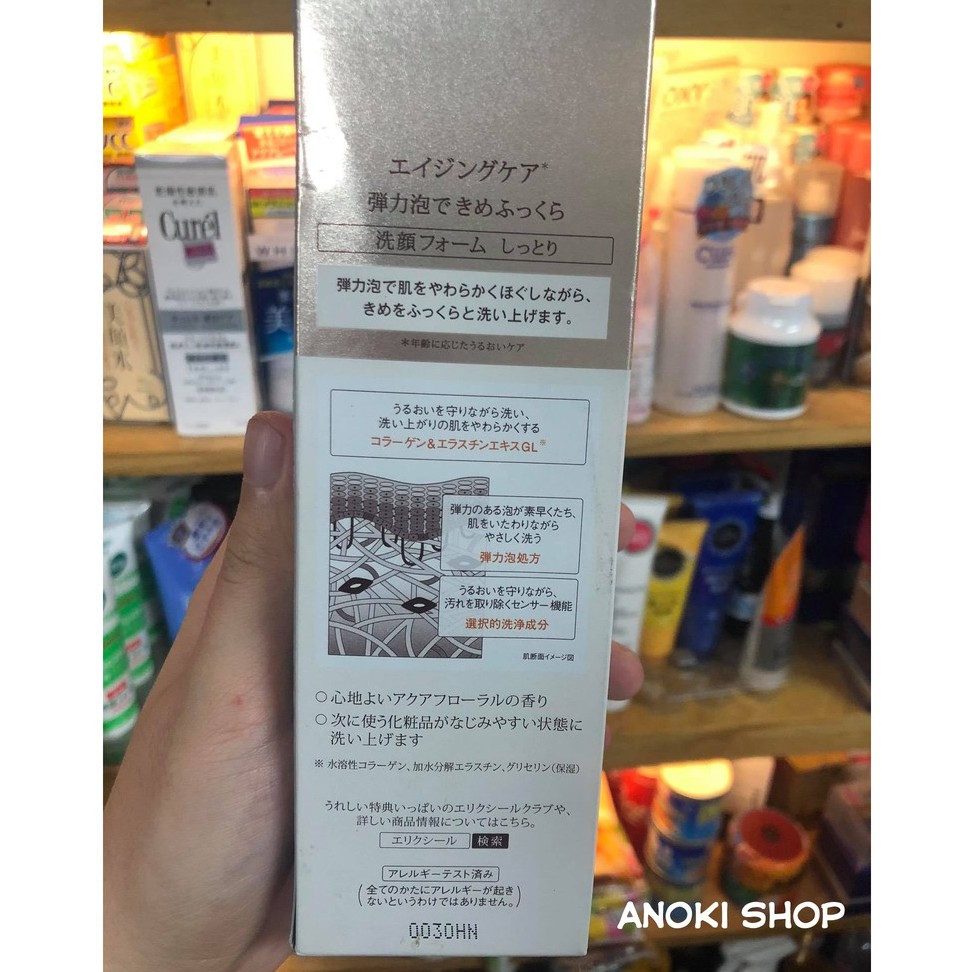 エイジングケア*
弾力泡できめふっくら
洗顔フォーム しっとり
弾力泡で肌をやわらかくほぐしながら、
きめをふっくらと洗い上げます。
*年齢に応じたうるおいケア
うるおいを守りながら洗い、
洗い上がりの肌をやわらかくする
コラーゲン&エラスチンエキスGL※
弾力のある泡が素早くたち、
肌をいたわりながら
やさしく洗う
弾力泡処方
うるおいを守りながら、
汚れを取り除くセンサー機能
選択的洗浄成分
肌断面イメージ図
○心地よいアクアフローラルの香り
○次に使う化粧品がなじみやすい状態に
洗い上げます
※ 水溶性コラーゲン、加水分解エラスチン、グリセリン(保湿)
うれしい特典いっぱいのエリクシールクラブや、
詳しい商品情報についてはこちら。
エリクシール 検索
アレルギーテスト済み
(全てのかたにアレルギーが起き
ないというわけではありません。)
0030HN
Curél
ANOKI SHOP